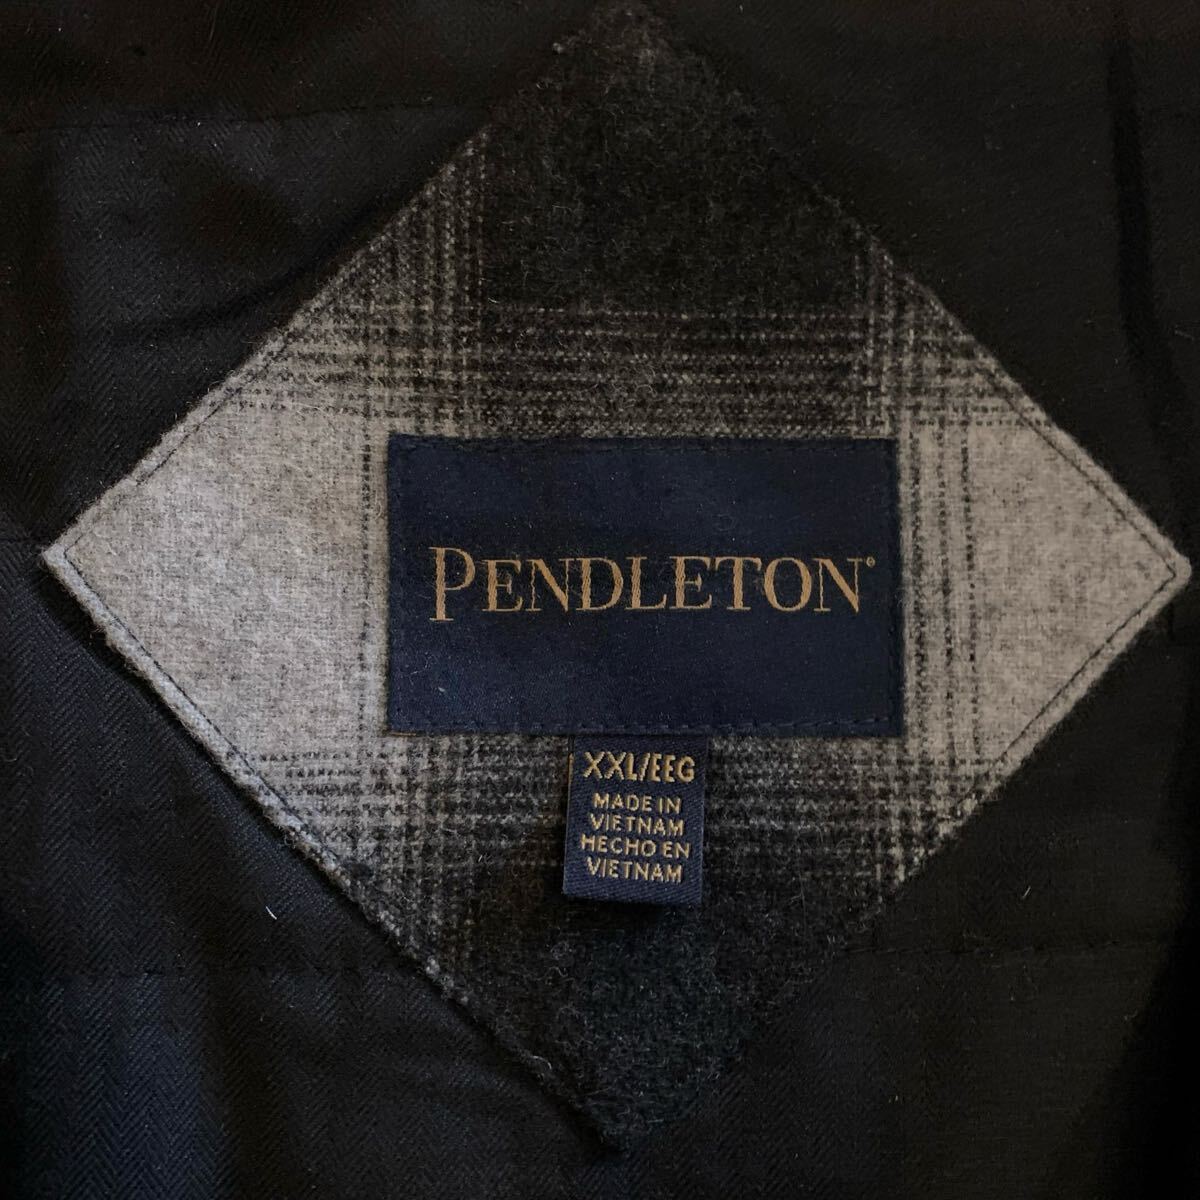 PENDLETON®
XXL/EEG
MADE IN
VIETNAM
HECHO EN
VIETNAM